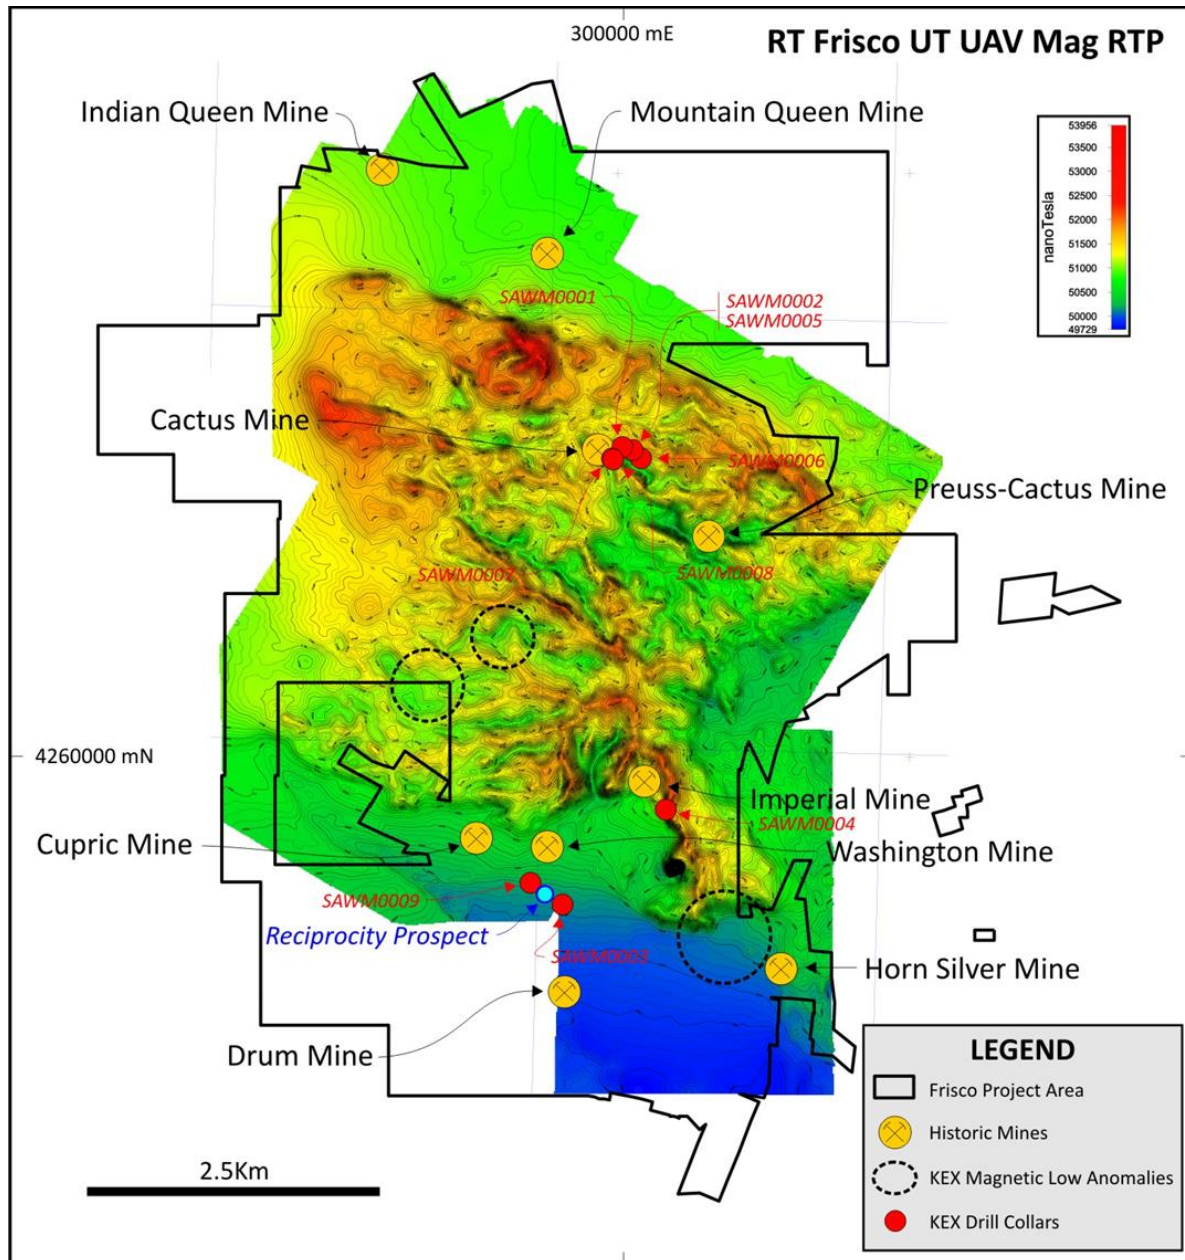 300000 mE
RT Frisco UT UAV Mag RTP
Indian Queen Mine
Mountain Queen Mine
nanoTesla
53956
53500
53000
52500
52000
51500
51000
50500
50000
49729
SAWM0001
SAWM0002
SAWM0005
Cactus Mine
SAWM0006
Preuss-Cactus Mine
SAWM0007
SAWM0008
4260000 mN
Imperial Mine
SAWM0004
Cupric Mine
Washington Mine
SAWM0009
Reciprocity Prospect
SAWM0003
Horn Silver Mine
Drum Mine
LEGEND
Frisco Project Area
Historic Mines
KEX Magnetic Low Anomalies
KEX Drill Collars
2.5Km